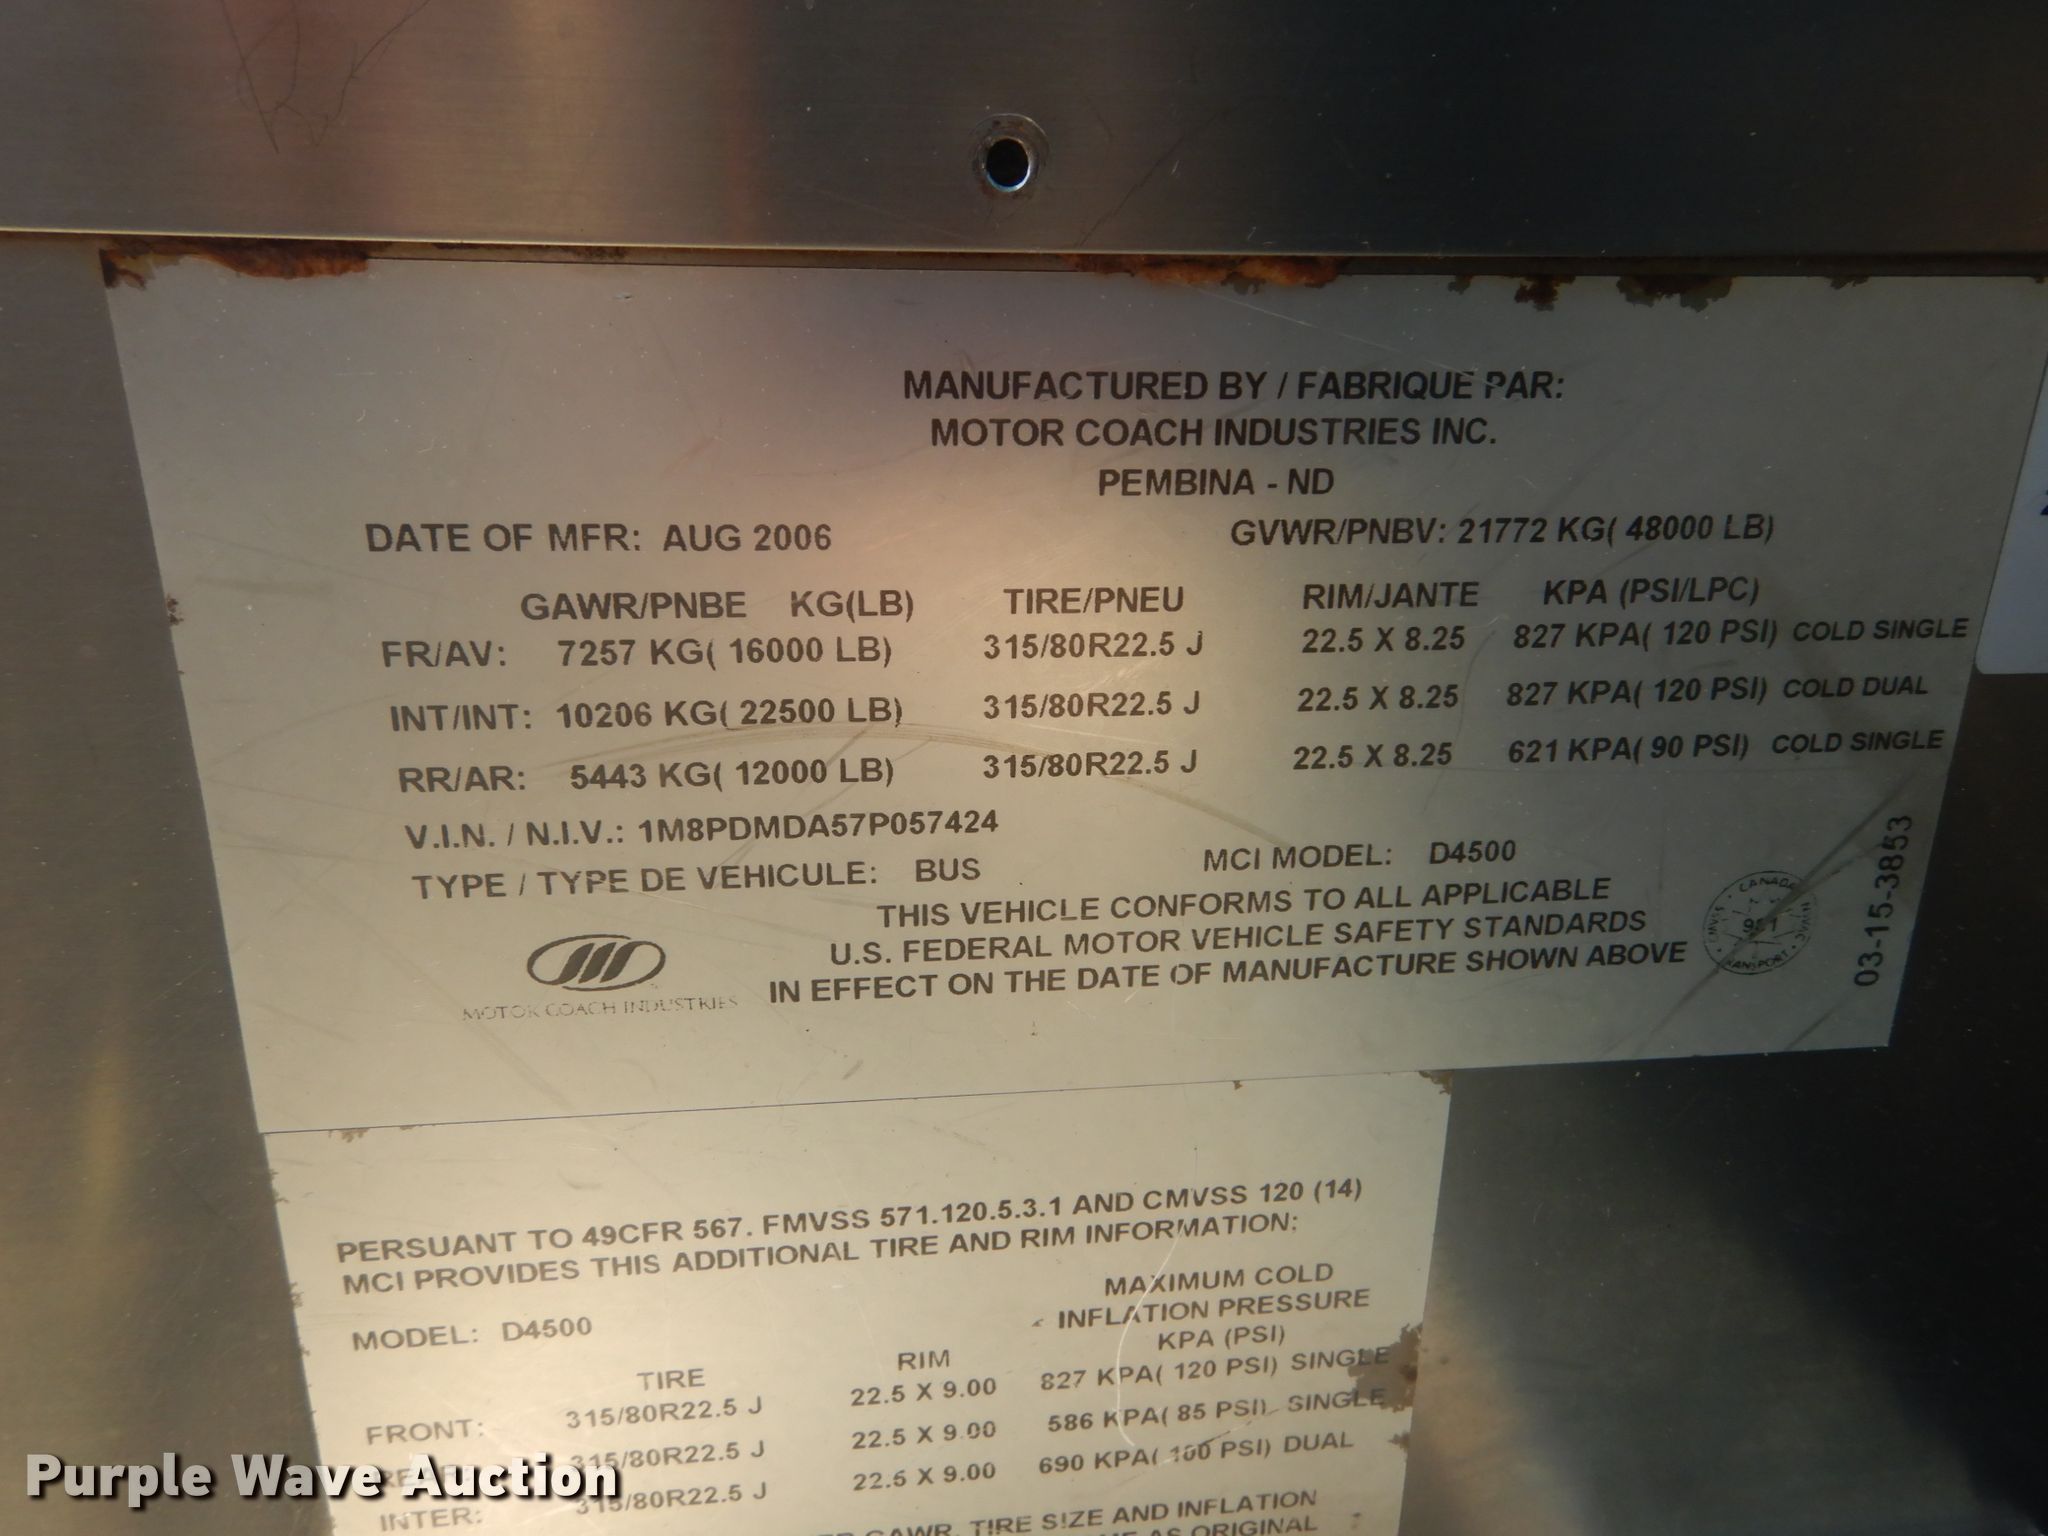 MANUFACTURED BY / FABRIQUE PAR:
MOTOR COACH INDUSTRIES INC.
PEMBINA - ND
DATE OF MFR: AUG 2006 GVWR/PNBV: 21772 KG( 48000 LB)
GAWR/PNBE KG(LB) TIRE/PNEU RIM/JANTE KPA (PSI/LPC)
FR/AV: 7257 KG( 16000 LB) 315/80R22.5 J 22.5 X 8.25 827 KPA( 120 PSI) COLD SINGLE
INT/INT: 10206 KG( 22500 LB) 315/80R22.5 J 22.5 X 8.25 827 KPA( 120 PSI) COLD DUAL
RR/AR: 5443 KG( 12000 LB) 315/80R22.5 J 22.5 X 8.25 621 KPA( 90 PSI) COLD SINGLE
V.I.N. / N.I.V.: 1M8PDMDA57P057424
TYPE / TYPE DE VEHICULE: BUS MCI MODEL: D4500
THIS VEHICLE CONFORMS TO ALL APPLICABLE
U.S. FEDERAL MOTOR VEHICLE SAFETY STANDARDS
IN EFFECT ON THE DATE OF MANUFACTURE SHOWN ABOVE
MOTOR COACH INDUSTRIES
CANADA
03-15-3853
PERSUANT TO 49CFR 567. FMVSS 571.120.5.3.1 AND CMVSS 120 (14)
MCI PROVIDES THIS ADDITIONAL TIRE AND RIM INFORMATION:
MAXIMUM COLD
INFLATION PRESSURE
MODEL: D4500 KPA (PSI)
TIRE RIM
FRONT: 315/80R22.5 J 22.5 X 9.00 827 KPA( 120 PSI) SINGLE
315/80R22.5 J 22.5 X 9.00 586 KPA( 85 PSI) SINGLE
INTER: 315/80R22.5 J 22.5 X 9.00 690 KPA( 100 PSI) DUAL
GAWR, TIRE SIZE AND INFLATION
AS ORIGINAL
Purple Wave Auction